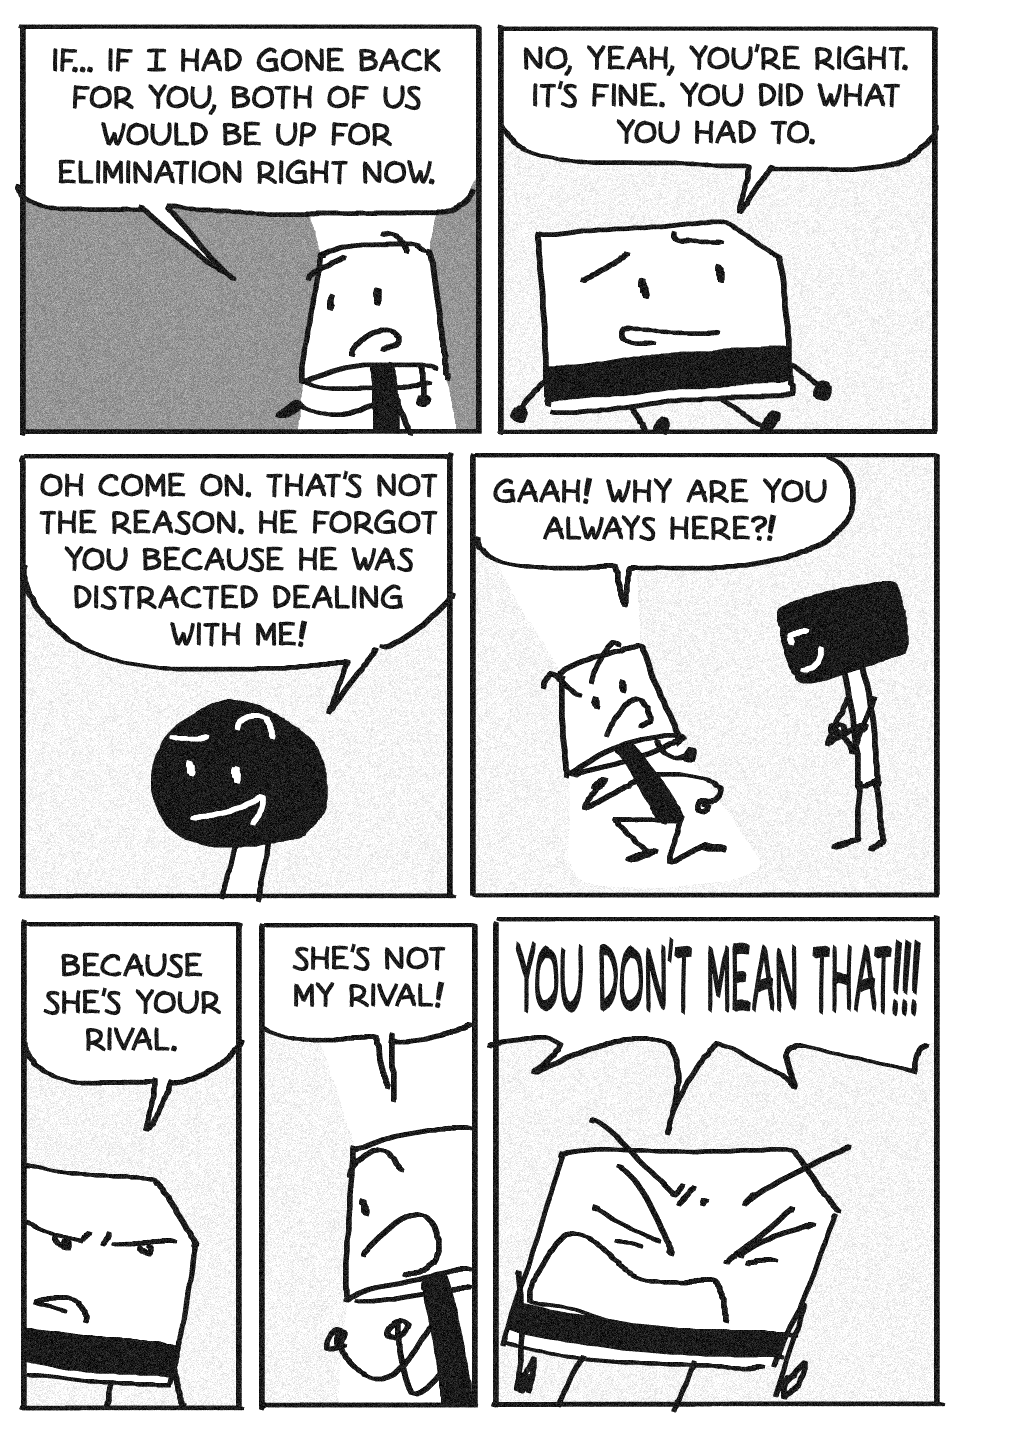 IF... IF I HAD GONE BACK
FOR YOU, BOTH OF US
WOULD BE UP FOR
ELIMINATION RIGHT NOW.
NO, YEAH, YOU'RE RIGHT.
IT'S FINE. YOU DID WHAT
YOU HAD TO.
OH COME ON. THAT'S NOT
THE REASON. HE FORGOT
YOU BECAUSE HE WAS
DISTRACTED DEALING
WITH ME!
GAAH! WHY ARE YOU
ALWAYS HERE?!
BECAUSE
SHE'S YOUR
RIVAL.
SHE'S NOT
MY RIVAL!
YOU DON'T MEAN THAT!!!